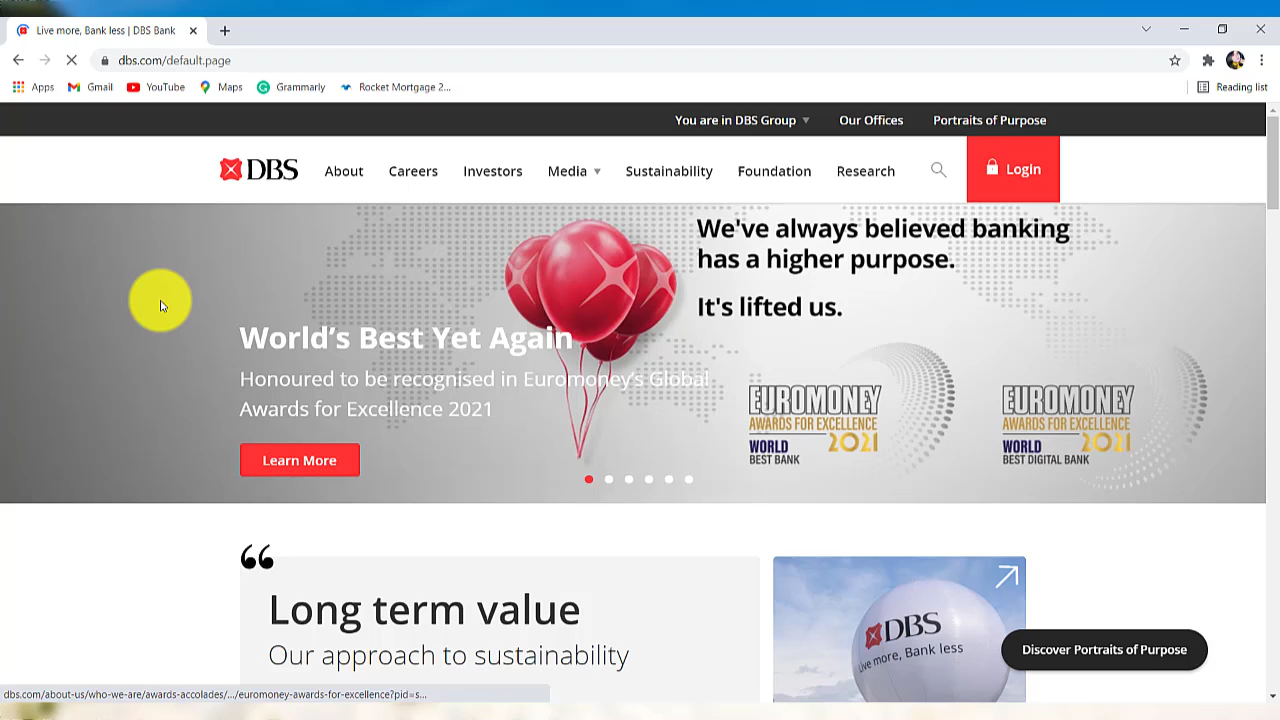 Live more, Bank less | DBS Bank
dbs.com/default.page
Apps
Gmail
YouTube
Maps
Grammarly
Rocket Mortgage 2...
Reading list
You are in DBS Group
Our Offices
Portraits of Purpose
DBS
About
Careers
Investors
Media
Sustainability
Foundation
Research
Login
We've always believed banking
has a higher purpose.
It's lifted us.
World's Best Yet Again
Honoured to be recognised in Euromoney's Global
Awards for Excellence 2021
Learn More
EUROMONEY
AWARDS FOR EXCELLENCE
WORLD 2021
BEST BANK
EUROMONEY
AWARDS FOR EXCELLENCE
WORLD 2021
BEST DIGITAL BANK
“
Long term value
Our approach to sustainability
DBS
Live more, Bank less
Discover Portraits of Purpose
dbs.com/about-us/who-we-are/awards-accolades/.../euromoney-awards-for-excellence?pid=s...